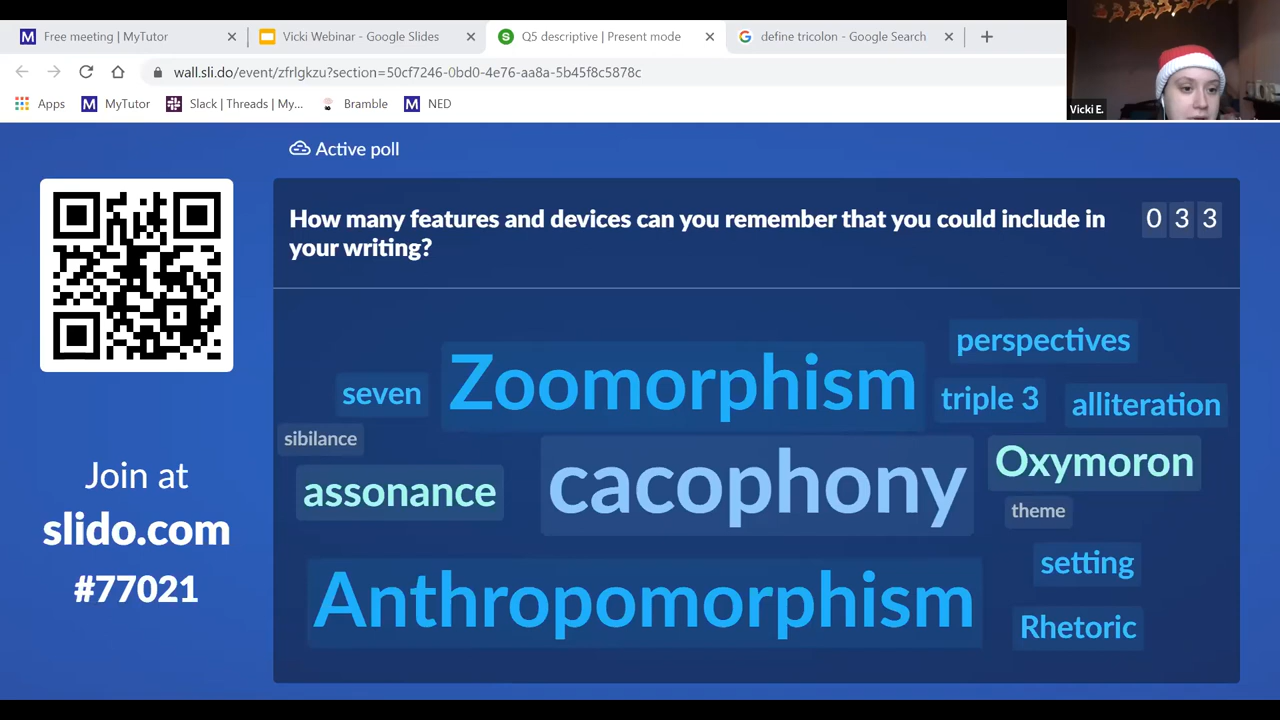 Free meeting | MyTutor
Vicki Webinar - Google Slides
Q5 descriptive | Present mode
define tricolon - Google Search
wall.sli.do/event/zfrlgkzu?section=50cf7246-0bd0-4e76-aa8a-5b45f8c5878c
Apps
MyTutor
Slack | Threads | My...
Bramble
NED
Vicki E.
Active poll
How many features and devices can you remember that you could include in
your writing?
0 3 3
perspectives
Zoomorphism
seven
triple 3
alliteration
sibilance
cacophony
Oxymoron
assonance
theme
setting
Anthropomorphism
Rhetoric
Join at
slido.com
#77021